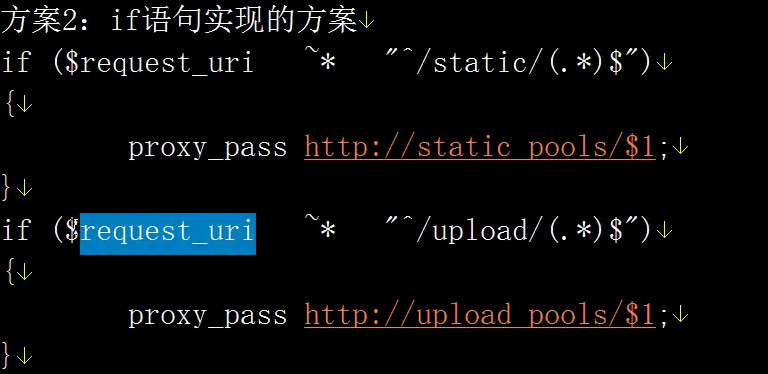 方案2：if语句实现的方案↓
if ($request_uri   ~*   "^/static/(.*)$")↓
{↓
        proxy_pass http://static_pools/$1;↓
}↓
if ($request_uri   ~*   "^/upload/(.*)$")↓
{↓
        proxy_pass http://upload_pools/$1;↓
}↓